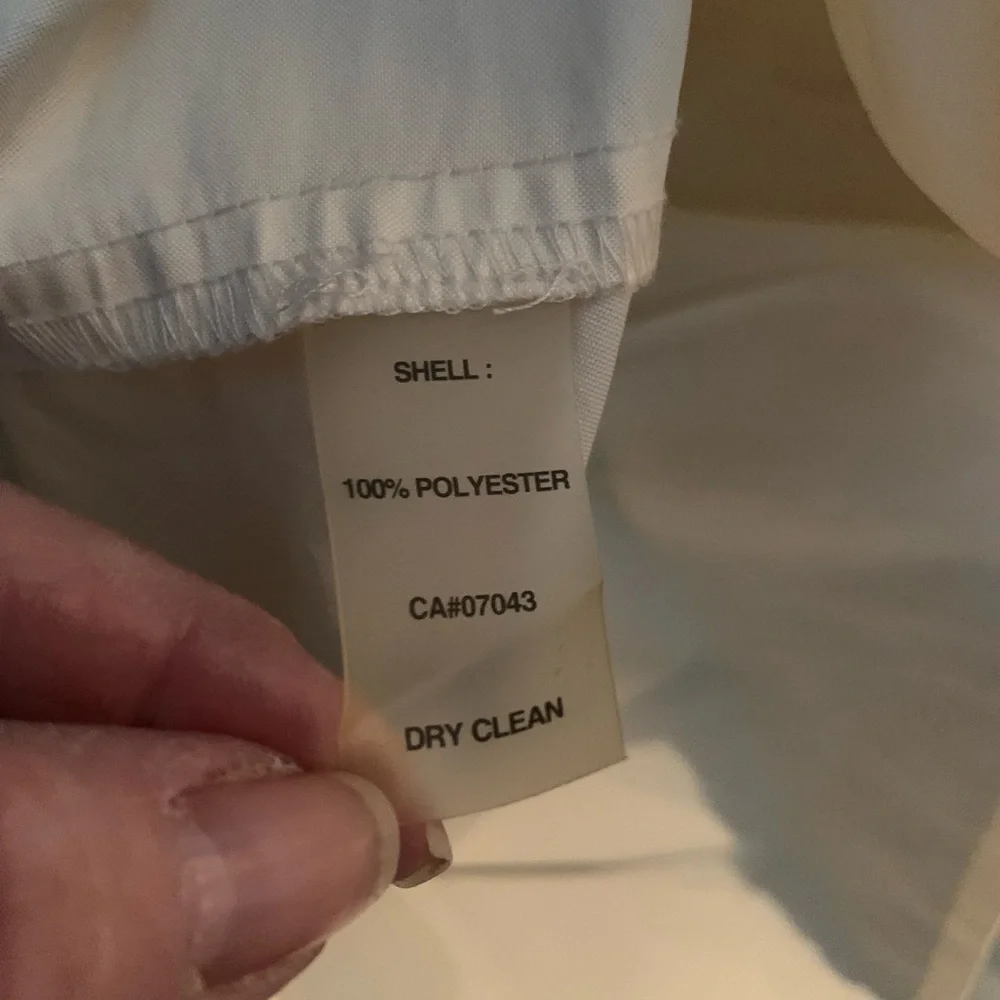 SHELL :
100% POLYESTER
CA#07043
DRY CLEAN